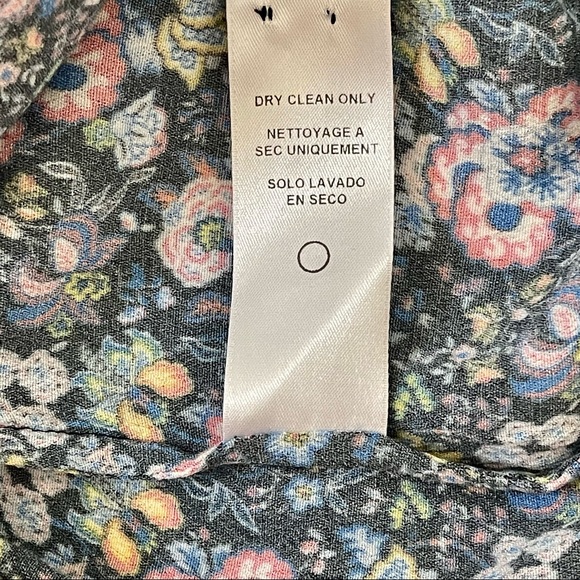 DRY CLEAN ONLY
NETTOYAGE A
SEC UNIQUEMENT
SOLO LAVADO
EN SECO